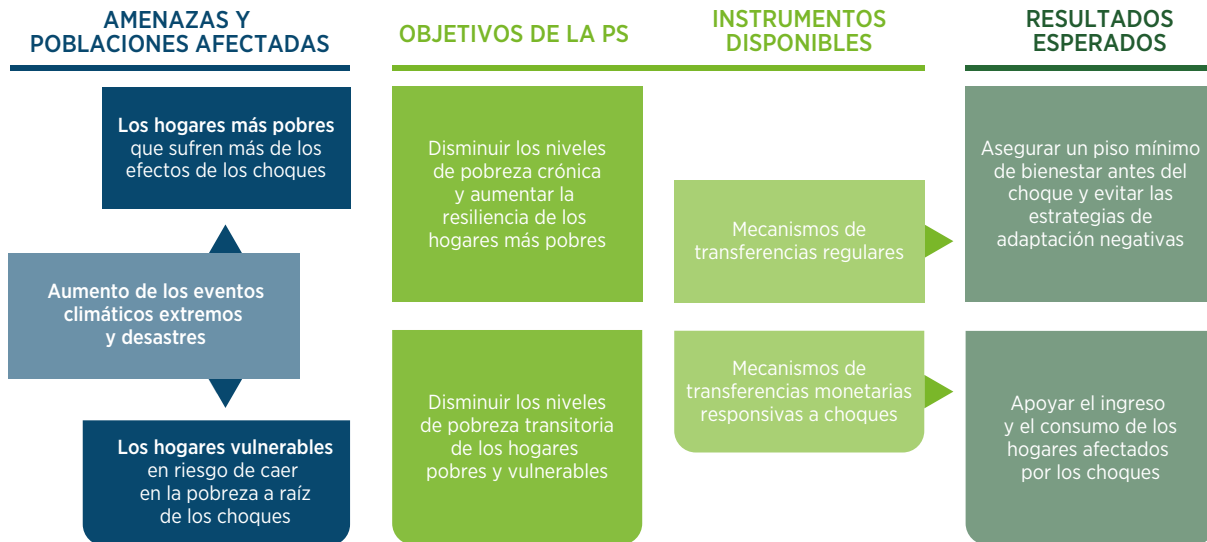 AMENAZAS Y
POBLACIONES AFECTADAS
OBJETIVOS DE LA PS
INSTRUMENTOS
DISPONIBLES
RESULTADOS
ESPERADOS
Los hogares más pobres
que sufren más de los
efectos de los choques
Aumento de los eventos
climáticos extremos
y desastres
Los hogares vulnerables
en riesgo de caer
en la pobreza a raíz
de los choques
Disminuir los niveles
de pobreza crónica
y aumentar la
resiliencia de los
hogares más pobres
Disminuir los niveles
de pobreza transitoria
de los hogares
pobres y vulnerables
Mecanismos de
transferencias regulares
Mecanismos de
transferencias monetarias
responsivas a choques
Asegurar un piso mínimo
de bienestar antes del
choque y evitar las
estrategias de
adaptación negativas
Apoyar el ingreso
y el consumo de los
hogares afectados
por los choques